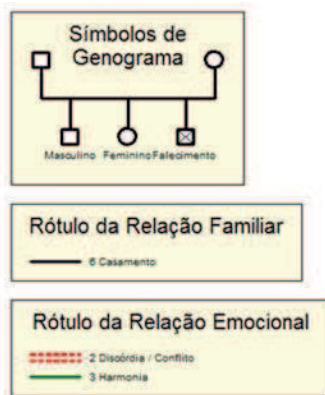 Símbolos de
Genograma
Masculino Feminino Falecimento
Rótulo da Relação Familiar
6 Casamento
Rótulo da Relação Emocional
2 Discórdia / Conflito
3 Harmonia